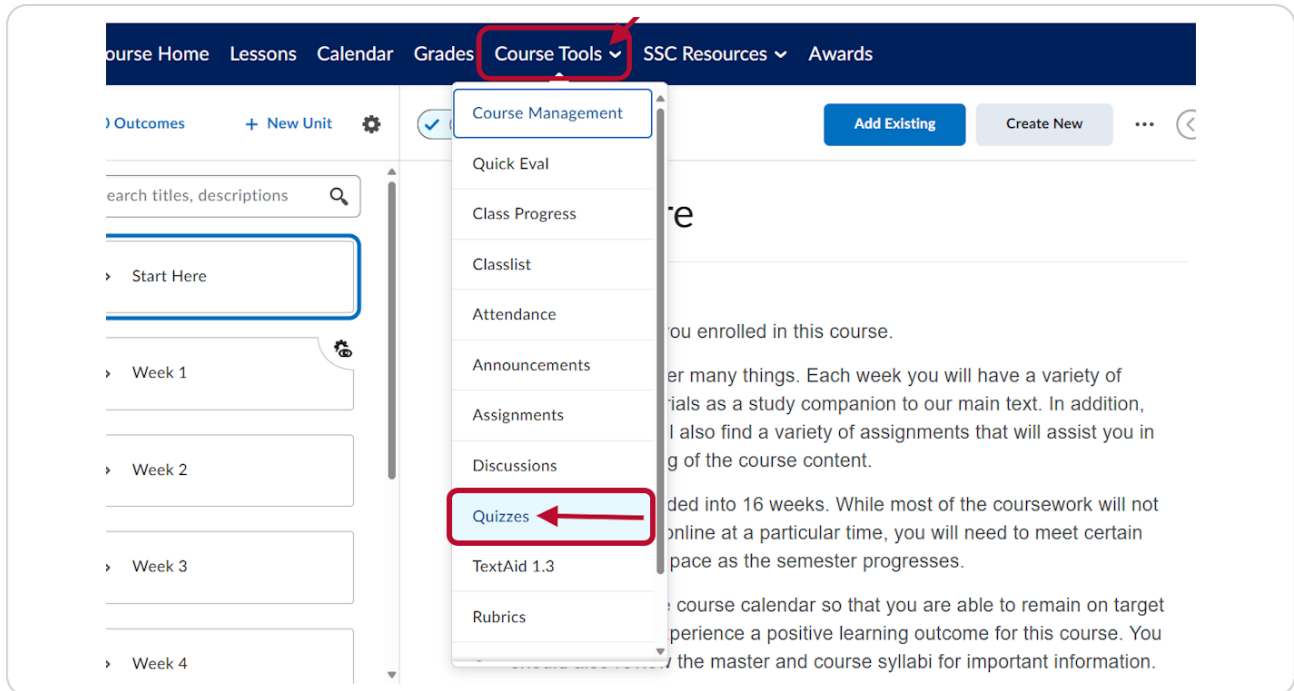 ourse Home Lessons Calendar Grades Course Tools SSC Resources Awards
Outcomes + New Unit
Add Existing Create New ...
earch titles, descriptions
Start Here
Week 1
Week 2
Week 3
Week 4
Course Management
Quick Eval
Class Progress
Classlist
Attendance
Announcements
Assignments
Discussions
Quizzes
TextAid 1.3
Rubrics
re
you enrolled in this course.
er many things. Each week you will have a variety of
rials as a study companion to our main text. In addition,
l also find a variety of assignments that will assist you in
g of the course content.
ded into 16 weeks. While most of the coursework will not
online at a particular time, you will need to meet certain
pace as the semester progresses.
course calendar so that you are able to remain on target
perience a positive learning outcome for this course. You
the master and course syllabi for important information.